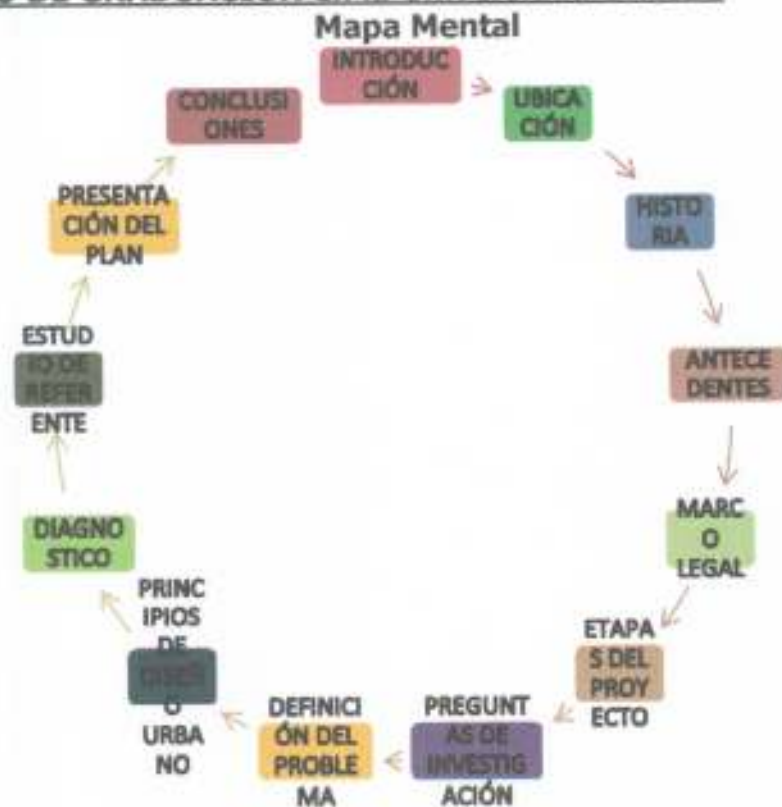 Mapa Mental
INTRODUC
CIÓN
UBICA
CIÓN
HISTO
RIA
ANTECE
DENTES
MARC
O
LEGAL
ETAPA
S DEL
PROY
ECTO
PREGUNT
AS DE
INVESTIG
ACIÓN
DEFINICI
ÓN DEL
PROBLE
MA
PRINC
IPIOS
DE
DISEÑ
O
URBA
NO
DIAGNO
STICO
ESTUD
IO DE
REFER
ENTE
PRESENTA
CIÓN DEL
PLAN
CONCLUSI
ONES